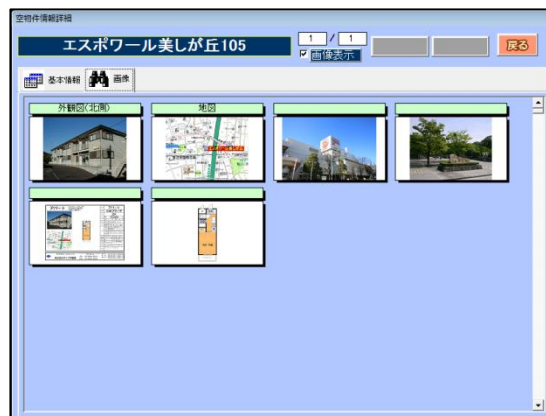 空物件情報詳細
エスポワール美しが丘105
1 / 1
画像表示
戻る
基本情報
画像
外観図(北側)
地図